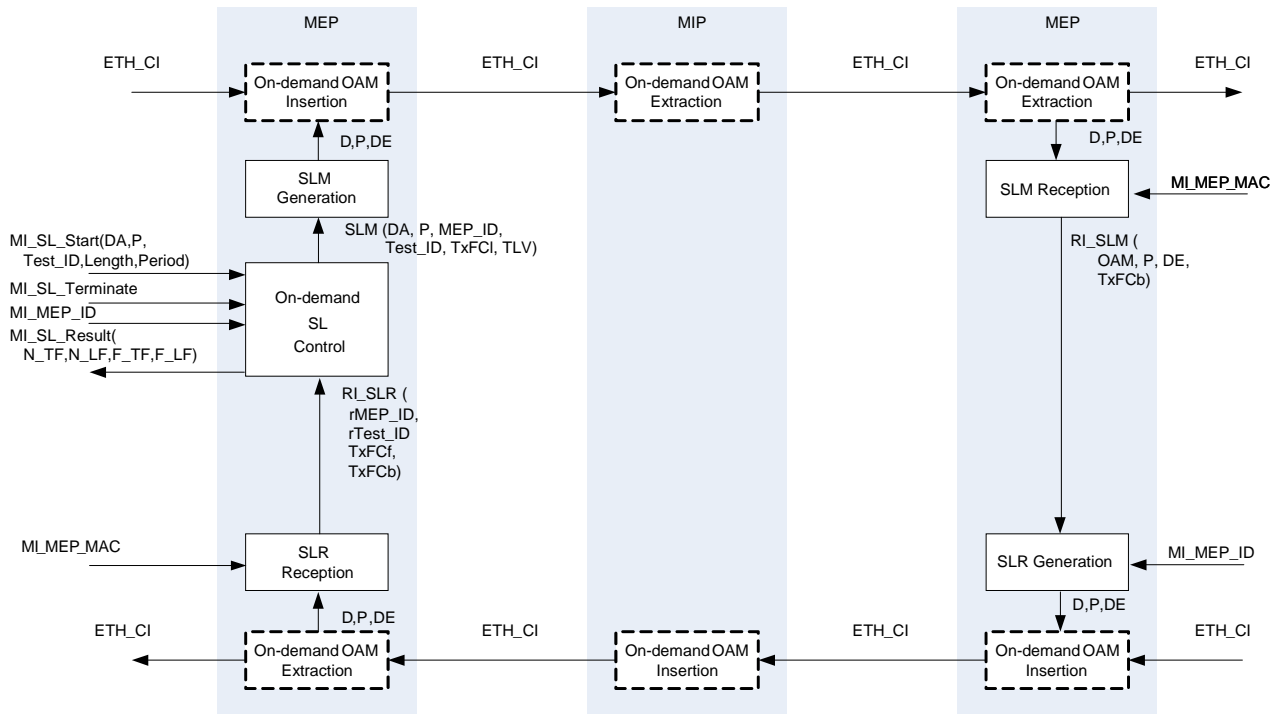 MEP
MIP
MEP
ETH_CI
ETH_CI
ETH_CI
ETH_CI
On-demand OAM
Insertion
On-demand OAM
Extraction
On-demand OAM
Extraction
D,P,DE
D,P,DE
SLM
Generation
SLM Reception
MI_MEP_MAC
SLM (DA, P, MEP_ID,
Test_ID, TxFCl, TLV)
MI_SL_Start(DA,P,
Test_ID,Length,Period)
MI_SL_Terminate
MI_MEP_ID
MI_SL_Result(
N_TF,N_LF,F_TF,F_LF)
On-demand
SL
Control
RI_SLM (
OAM, P, DE,
TxFCb)
RI_SLR (
rMEP_ID,
rTest_ID
TxFCf,
TxFCb)
MI_MEP_MAC
SLR
Reception
SLR Generation
MI_MEP_ID
D,P,DE
D,P,DE
ETH_CI
ETH_CI
ETH_CI
ETH_CI
On-demand OAM
Extraction
On-demand OAM
Insertion
On-demand OAM
Insertion